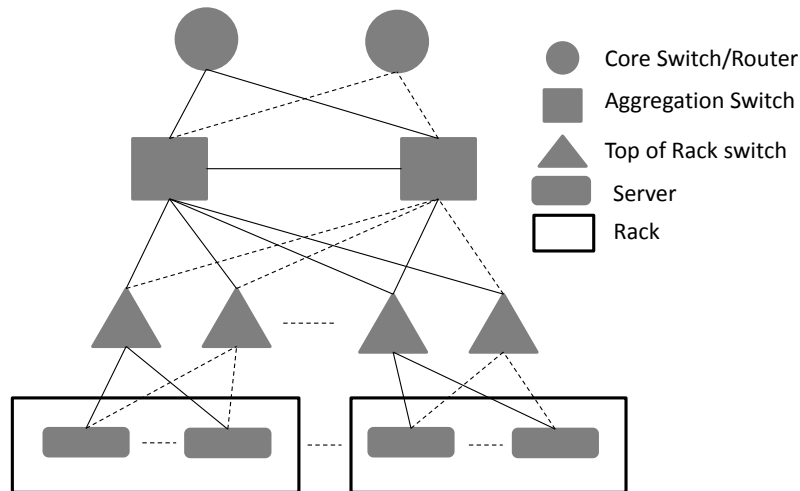 Core Switch/Router
Aggregation Switch
Top of Rack switch
Server
Rack